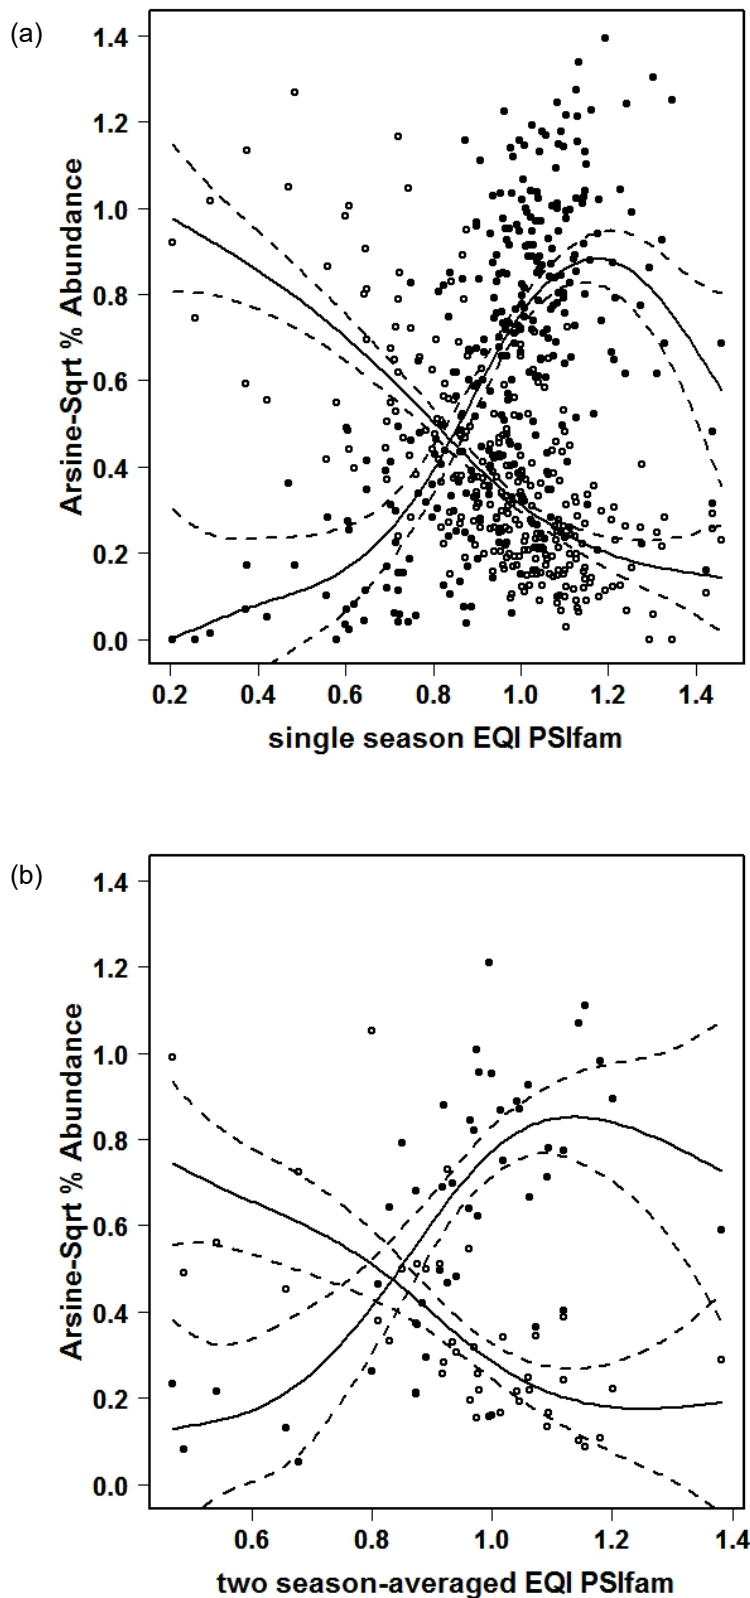 (a)
Arsine-Sqrt % Abundance
1.4
1.2
1.0
0.8
0.6
0.4
0.2
0.0
0.2 0.4 0.6 0.8 1.0 1.2 1.4
single season EQI PSIfam
(b)
Arsine-Sqrt % Abundance
1.4
1.2
1.0
0.8
0.6
0.4
0.2
0.0
0.6 0.8 1.0 1.2 1.4
two season-averaged EQI PSIfam